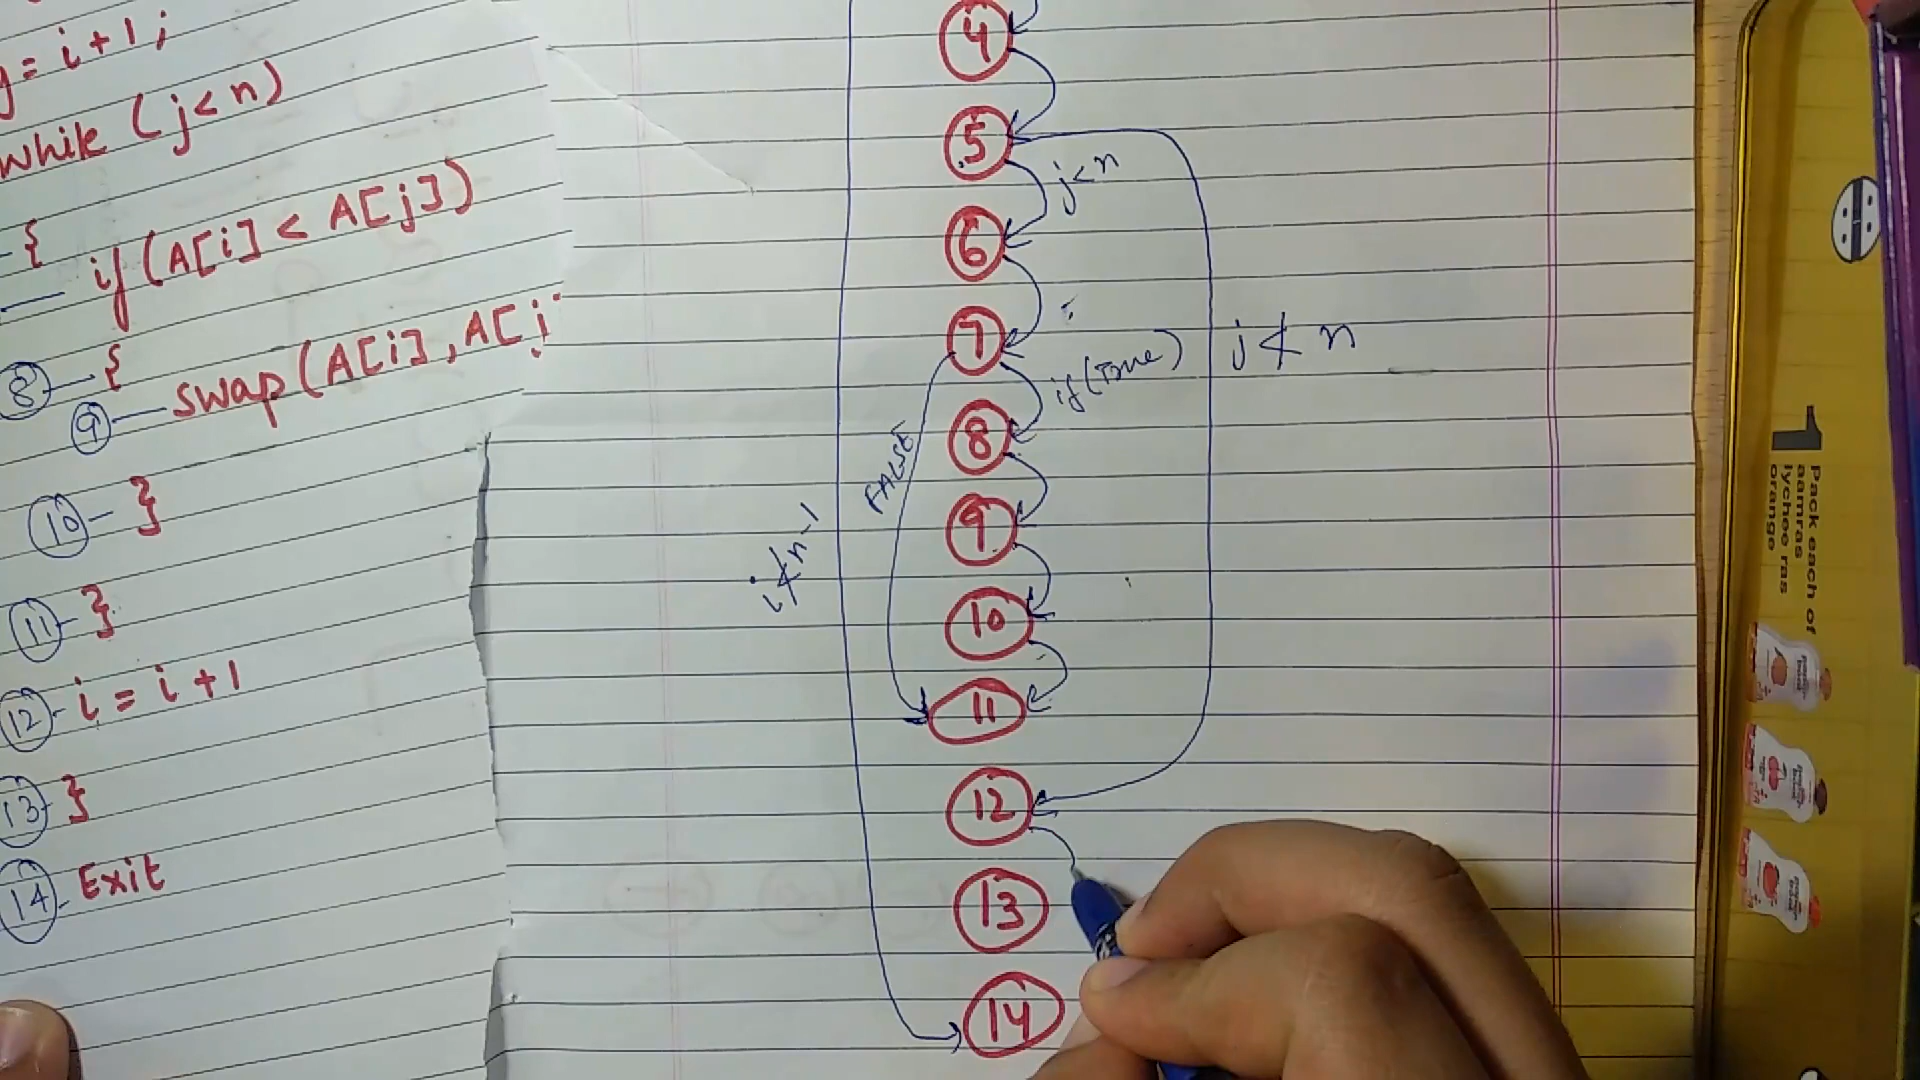 j = i + 1 ;
while ( j < n )
{
if ( A[i] < A[j] )
8 {
9 swap ( A[i] , A[j
10 - }
11 - }
12 - i = i + 1
13 }
14 Exit
4
5
j < n
6
7
if (True)
j ≮ n
8
FALSE
9
i ≮ n-1
10
11
12
13
14
1
Pack each of
aamras
lychee ras
orange